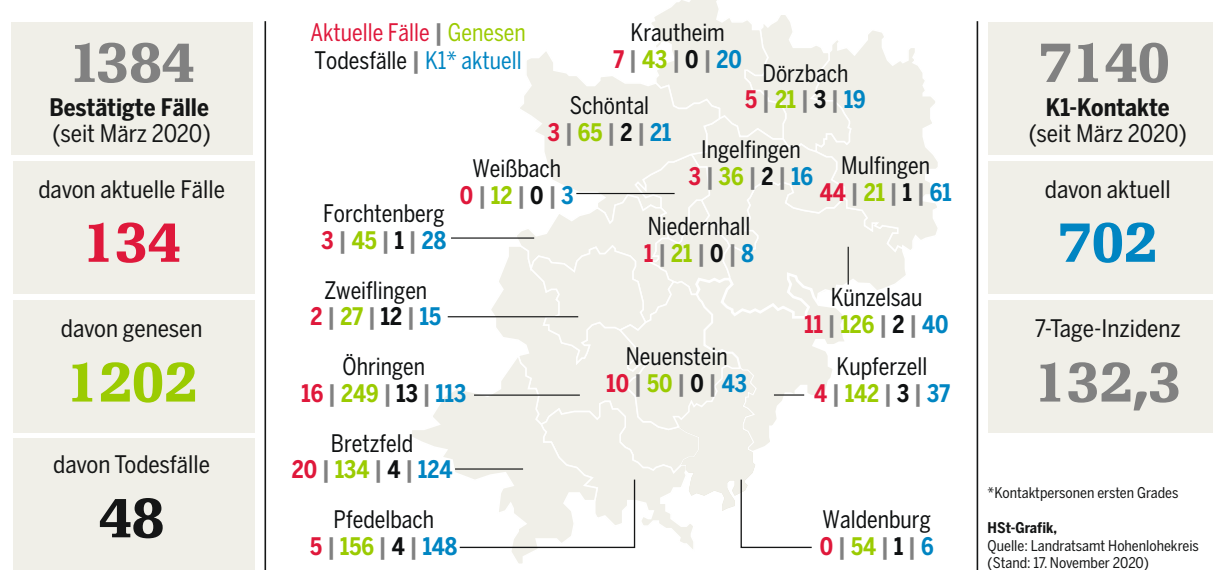 1384
Bestätigte Fälle
(seit März 2020)
davon aktuelle Fälle
134
davon genesen
1202
davon Todesfälle
48
Aktuelle Fälle | Genesen
Todesfälle | K1* aktuell
Krautheim
7 | 43 | 0 | 20
Dörzbach
5 | 21 | 3 | 19
Schöntal
3 | 65 | 2 | 21
Ingelfingen
3 | 36 | 2 | 16
Mulfingen
44 | 21 | 1 | 61
Weißbach
0 | 12 | 0 | 3
Forchtenberg
3 | 45 | 1 | 28
Niedernhall
1 | 21 | 0 | 8
Zweiflingen
2 | 27 | 12 | 15
Künzelsau
11 | 126 | 2 | 40
Öhringen
16 | 249 | 13 | 113
Neuenstein
10 | 50 | 0 | 43
Kupferzell
4 | 142 | 3 | 37
Bretzfeld
20 | 134 | 4 | 124
Pfedelbach
5 | 156 | 4 | 148
Waldenburg
0 | 54 | 1 | 6
7140
K1-Kontakte
(seit März 2020)
davon aktuell
702
7-Tage-Inzidenz
132,3
*Kontaktpersonen ersten Grades
HSt-Grafik,
Quelle: Landratsamt Hohenlohekreis
(Stand: 17. November 2020)